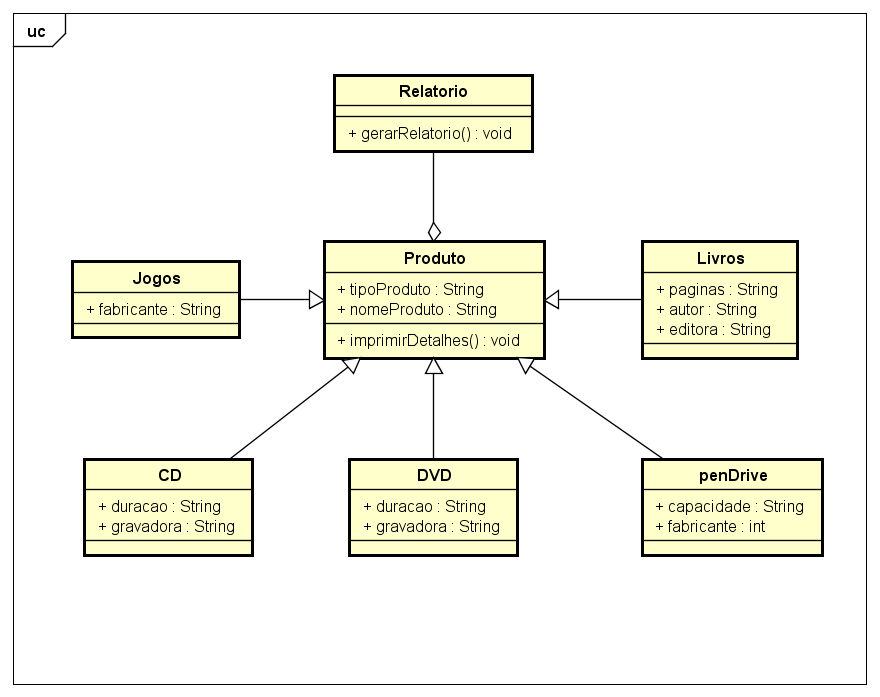 uc
Relatorio
+ gerarRelatorio() : void
Jogos
+ fabricante : String
Produto
+ tipoProduto : String
+ nomeProduto : String
+ imprimirDetalhes() : void
Livros
+ paginas : String
+ autor : String
+ editora : String
CD
+ duracao : String
+ gravadora : String
DVD
+ duracao : String
+ gravadora : String
penDrive
+ capacidade : String
+ fabricante : int